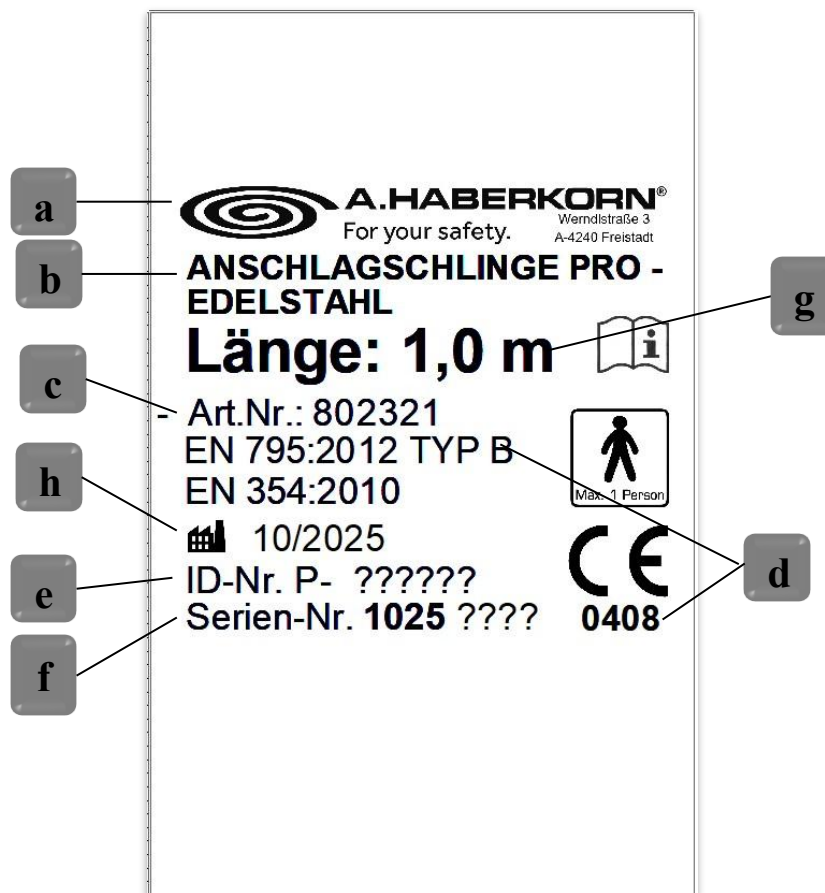 a
A.HABERKORN®
For your safety.
Werndlstraße 3
A-4240 Freistadt
b
ANSCHLAGSCHLINGE PRO -
EDELSTAHL
g
Länge: 1,0 m
i
c
- Art.Nr.: 802321
EN 795:2012 TYP B
h
EN 354:2010
Max. 1 Person
10/2025
CE
d
e
ID-Nr. P- ??????
Serien-Nr. 1025 ????
0408
f